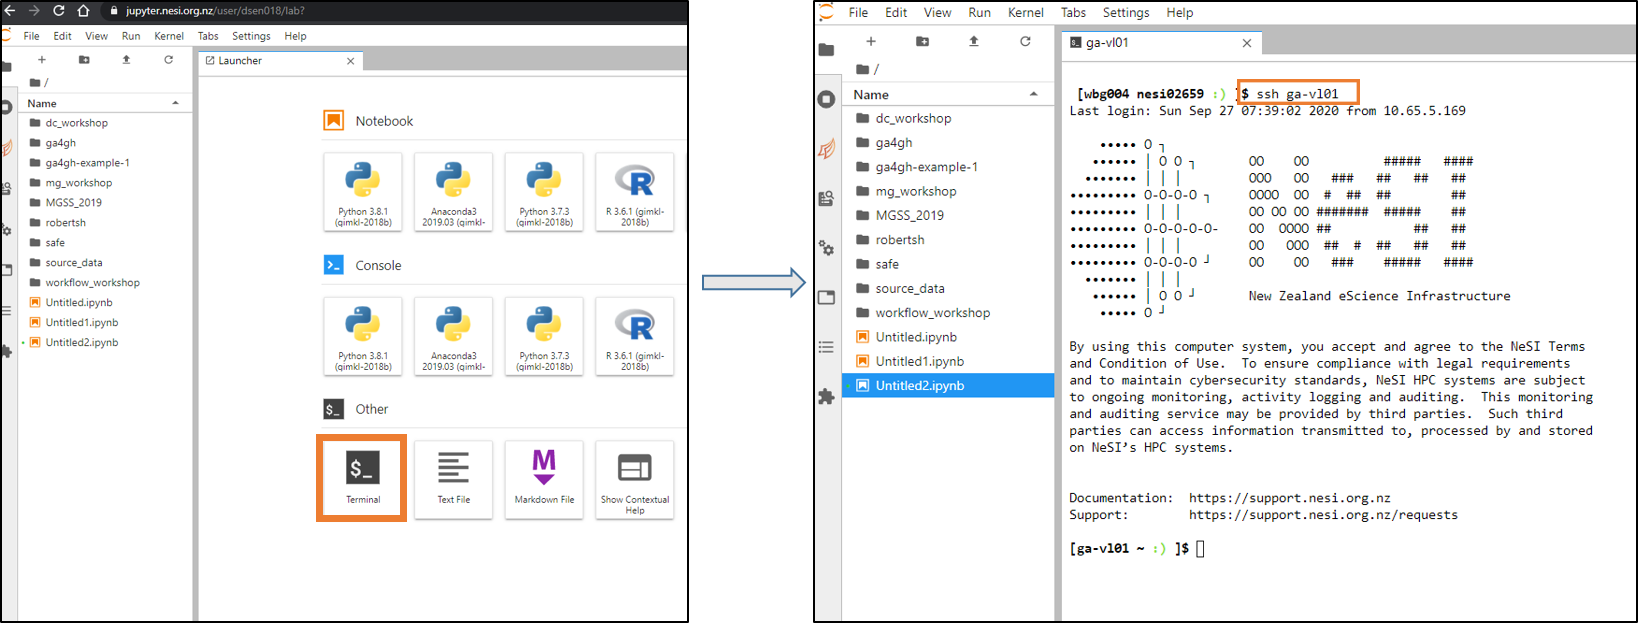 jupyter.nesi.org.nz/user/dsen018/lab?
File Edit View Run Kernel Tabs Settings Help
Launcher
/
Name
dc_workshop
ga4gh
ga4gh-example-1
mg_workshop
MGSS_2019
robertsh
safe
source_data
workflow_workshop
Untitled.ipynb
Untitled1.ipynb
Untitled2.ipynb
Notebook
Python 3.8.1
(gimkl-2018b)
Anaconda3
2019.03 (gimkl-
Python 3.7.3
(gimkl-2018b)
R 3.6.1 (gimkl-
2018b)
Console
Python 3.8.1
(gimkl-2018b)
Anaconda3
2019.03 (gimkl-
Python 3.7.3
(gimkl-2018b)
R 3.6.1 (gimkl-
2018b)
Other
$_
Terminal
Text File
M
Markdown File
Show Contextual
Help
File Edit View Run Kernel Tabs Settings Help
ga-vl01
/
Name
dc_workshop
ga4gh
ga4gh-example-1
mg_workshop
MGSS_2019
robertsh
safe
source_data
workflow_workshop
Untitled.ipynb
Untitled1.ipynb
Untitled2.ipynb
[wbg004 nesi02659 :) ]$ ssh ga-vl01
Last login: Sun Sep 27 07:39:02 2020 from 10.65.5.169
New Zealand eScience Infrastructure
By using this computer system, you accept and agree to the NeSI Terms
and Condition of Use. To ensure compliance with legal requirements
and to maintain cybersecurity standards, NeSI HPC systems are subject
to ongoing monitoring, activity logging and auditing. This monitoring
and auditing service may be provided by third parties. Such third
parties can access information transmitted to, processed by and stored
on NeSI’s HPC systems.
Documentation: https://support.nesi.org.nz
Support: https://support.nesi.org.nz/requests
[ga-vl01 ~ :) ]$